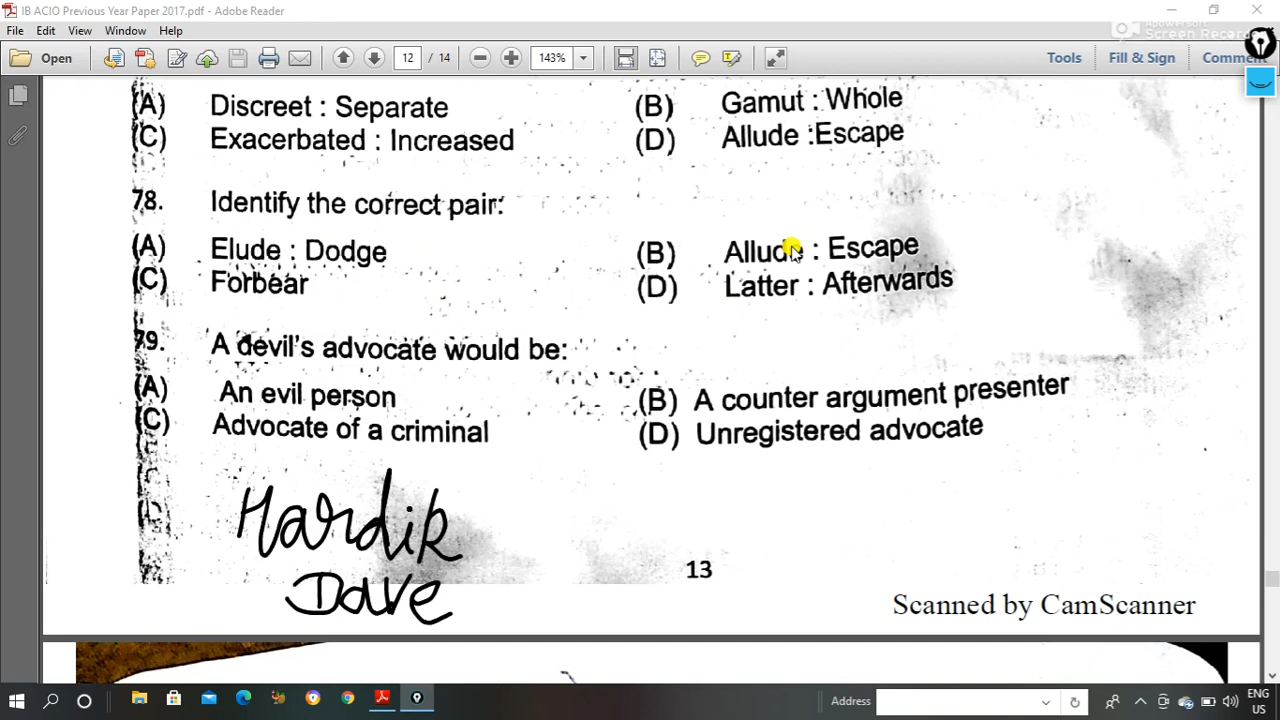 IB ACIO Previous Year Paper 2017.pdf - Adobe Reader
File Edit View Window Help
Apowersoft
Screen Recorder
Open 12 / 14 143% Tools Fill & Sign Comment
(A) Discreet : Separate (B) Gamut : Whole
(C) Exacerbated : Increased (D) Allude :Escape
78. Identify the correct pair:
(A) Elude : Dodge (B) Allude : Escape
(C) Forbear (D) Latter : Afterwards
79. A devil's advocate would be:
(A) An evil person (B) A counter argument presenter
(C) Advocate of a criminal (D) Unregistered advocate
Hardik
Dave
13
Scanned by CamScanner
Address ENG
US